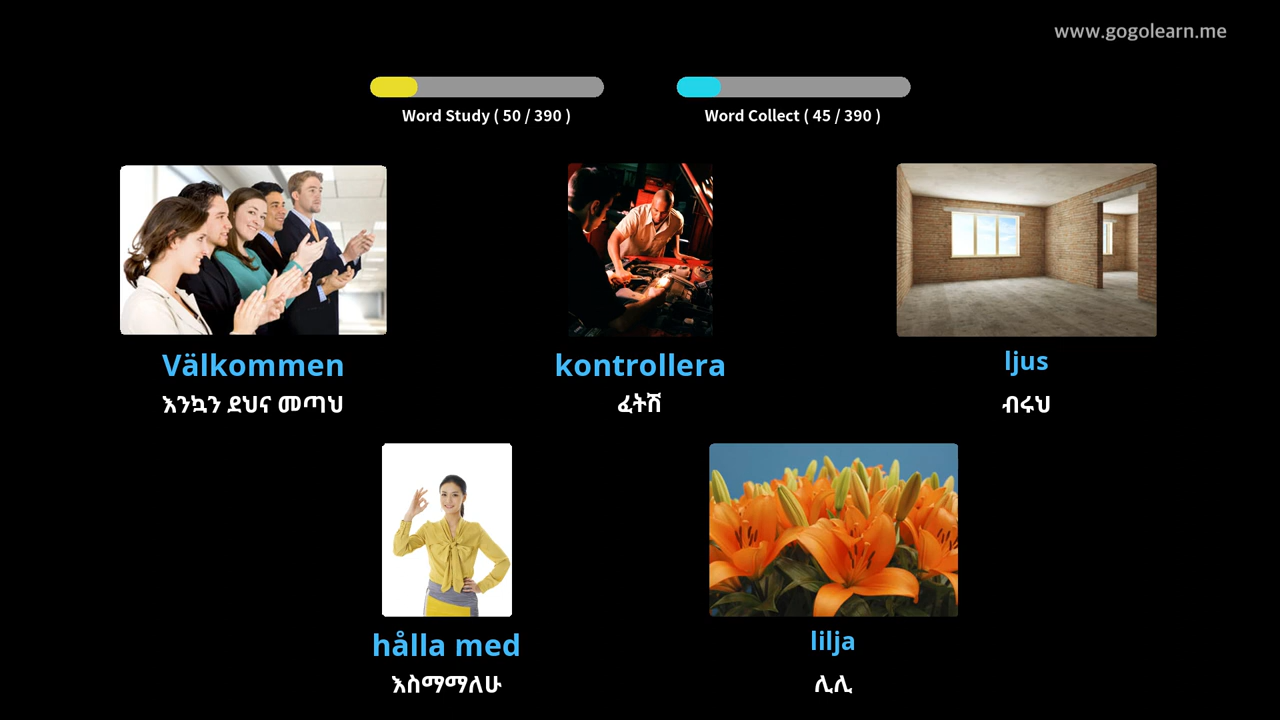 www.gogolearn.me
Word Study ( 50 / 390 )
Word Collect ( 45 / 390 )
Välkommen
እንኳን ደህና መጣህ
kontrollera
ፈትሽ
ljus
ብሩህ
hålla med
እስማማለሁ
lilja
ሊሊ